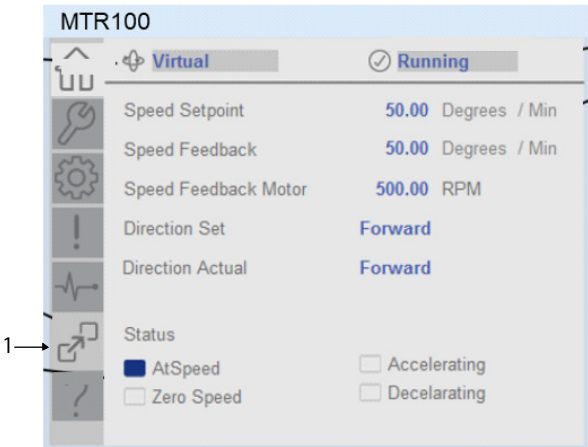 MTR100
Virtual Running
Speed Setpoint 50.00 Degrees / Min
Speed Feedback 50.00 Degrees / Min
Speed Feedback Motor 500.00 RPM
Direction Set Forward
Direction Actual Forward
1
Status
AtSpeed Accelerating
Zero Speed Decelarating